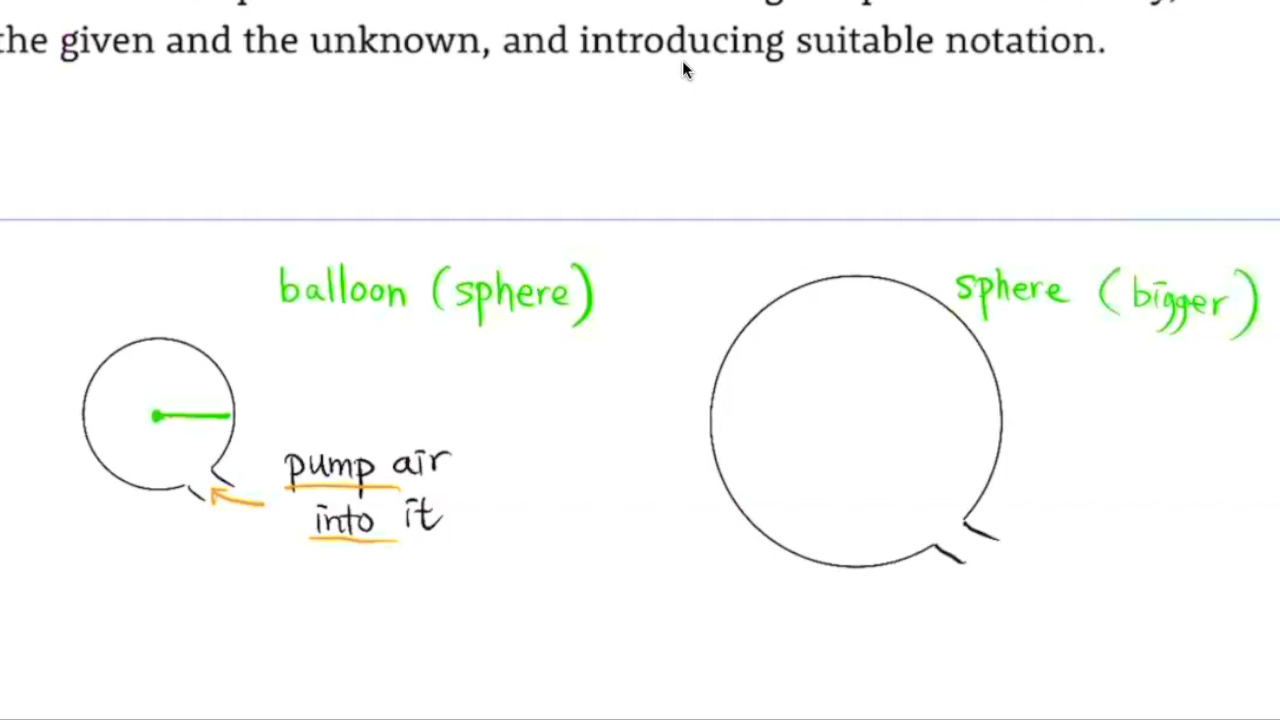 the given and the unknown, and introducing suitable notation.
balloon (sphere)
sphere (bigger)
pump air
into it